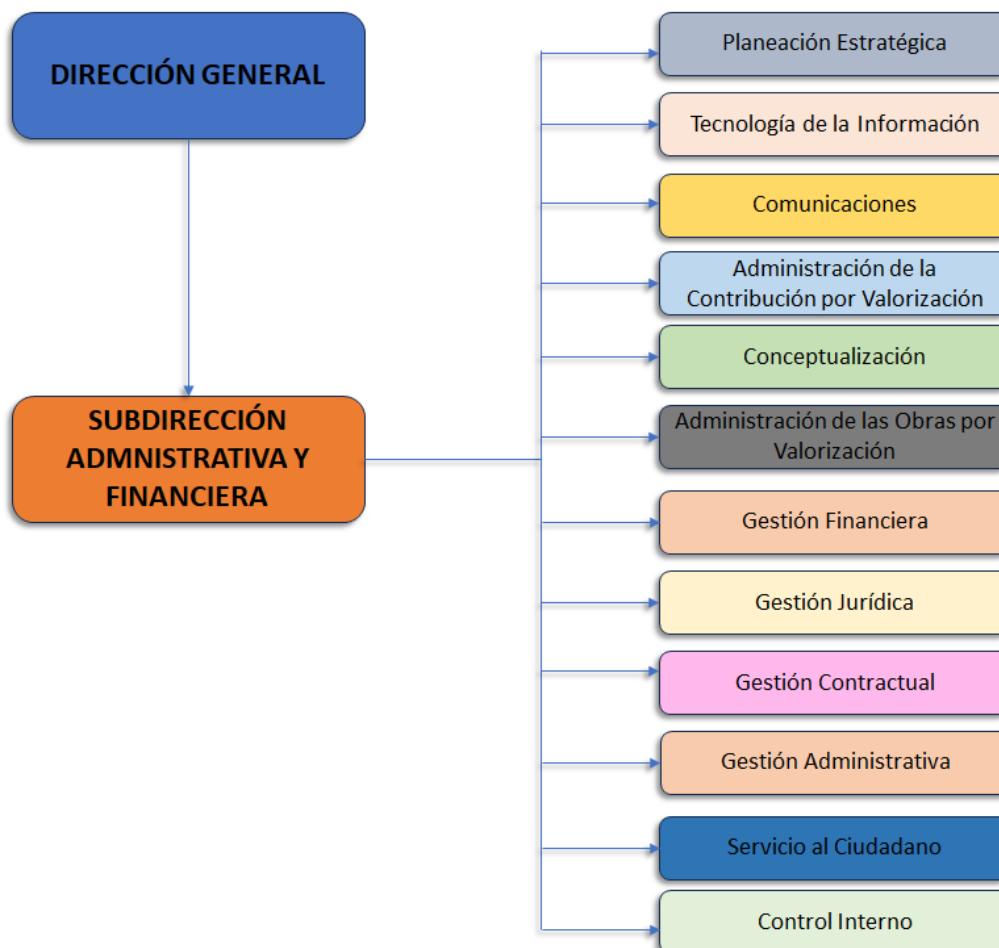 DIRECCIÓN GENERAL
SUBDIRECCIÓN
ADMNISTRATIVA Y
FINANCIERA
Planeación Estratégica
Tecnología de la Información
Comunicaciones
Administración de la
Contribución por Valorización
Conceptualización
Administración de las Obras por
Valorización
Gestión Financiera
Gestión Jurídica
Gestión Contractual
Gestión Administrativa
Servicio al Ciudadano
Control Interno